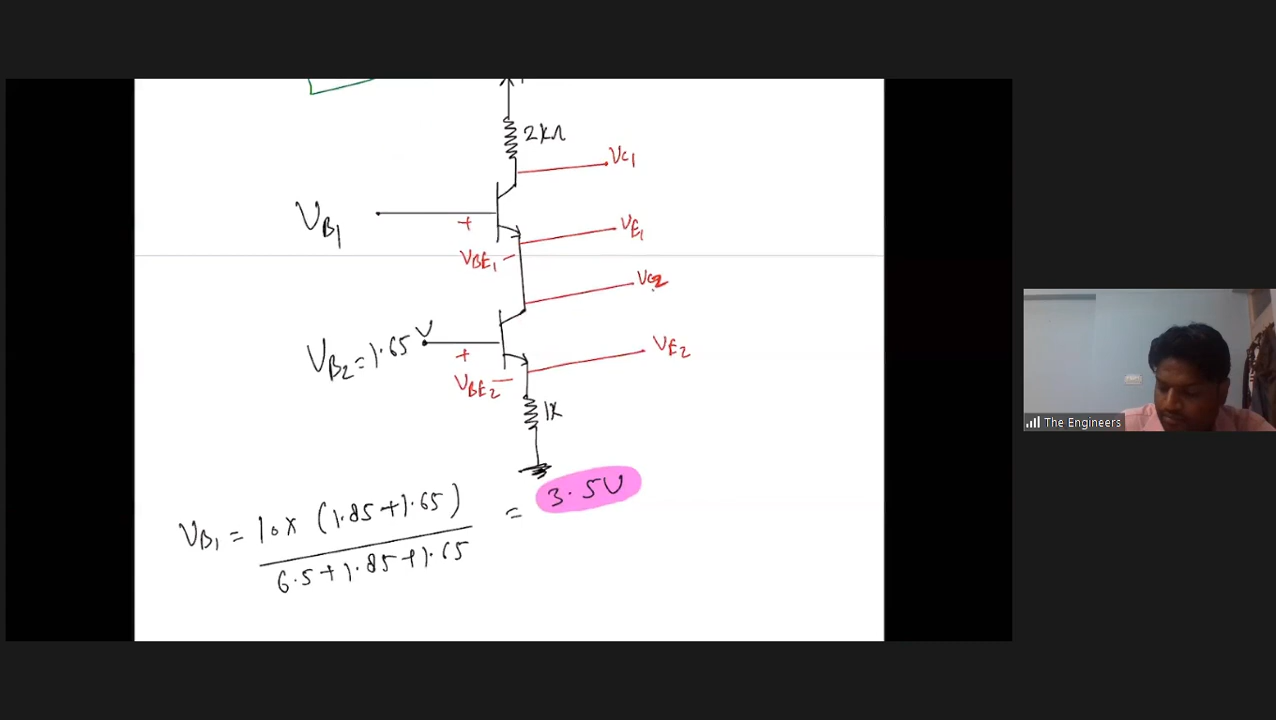 2kΩ
VC1
VB1
+
VE1
VBE1 −
VC2
VB2 = 1.65 V
+
VE2
VBE2 −
1K
The Engineers
VB1 = 10 x (1.85 + 1.65) = 3.5V
6.5 + 1.85 + 1.65